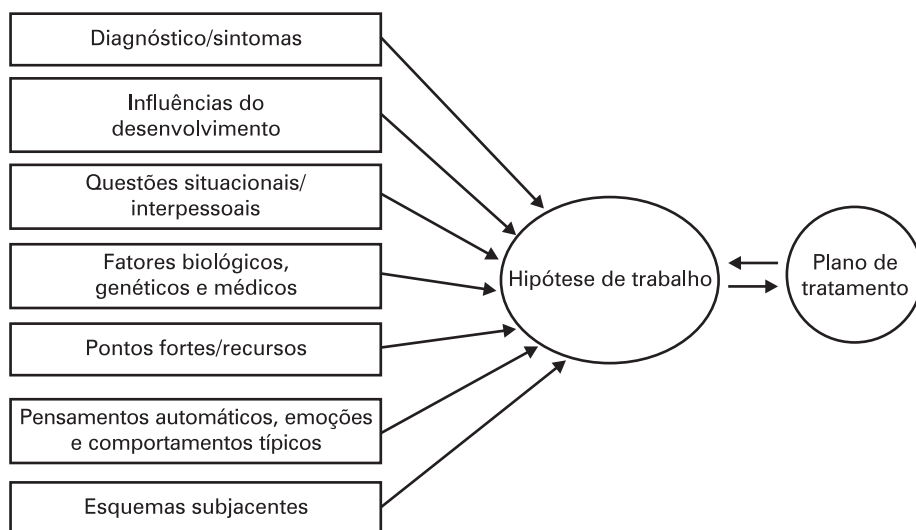 Diagnóstico/sintomas
Influências do
desenvolvimento
Questões situacionais/
interpessoais
Fatores biológicos,
genéticos e médicos
Pontos fortes/recursos
Pensamentos automáticos, emoções
e comportamentos típicos
Esquemas subjacentes
Hipótese de trabalho
Plano de
tratamento